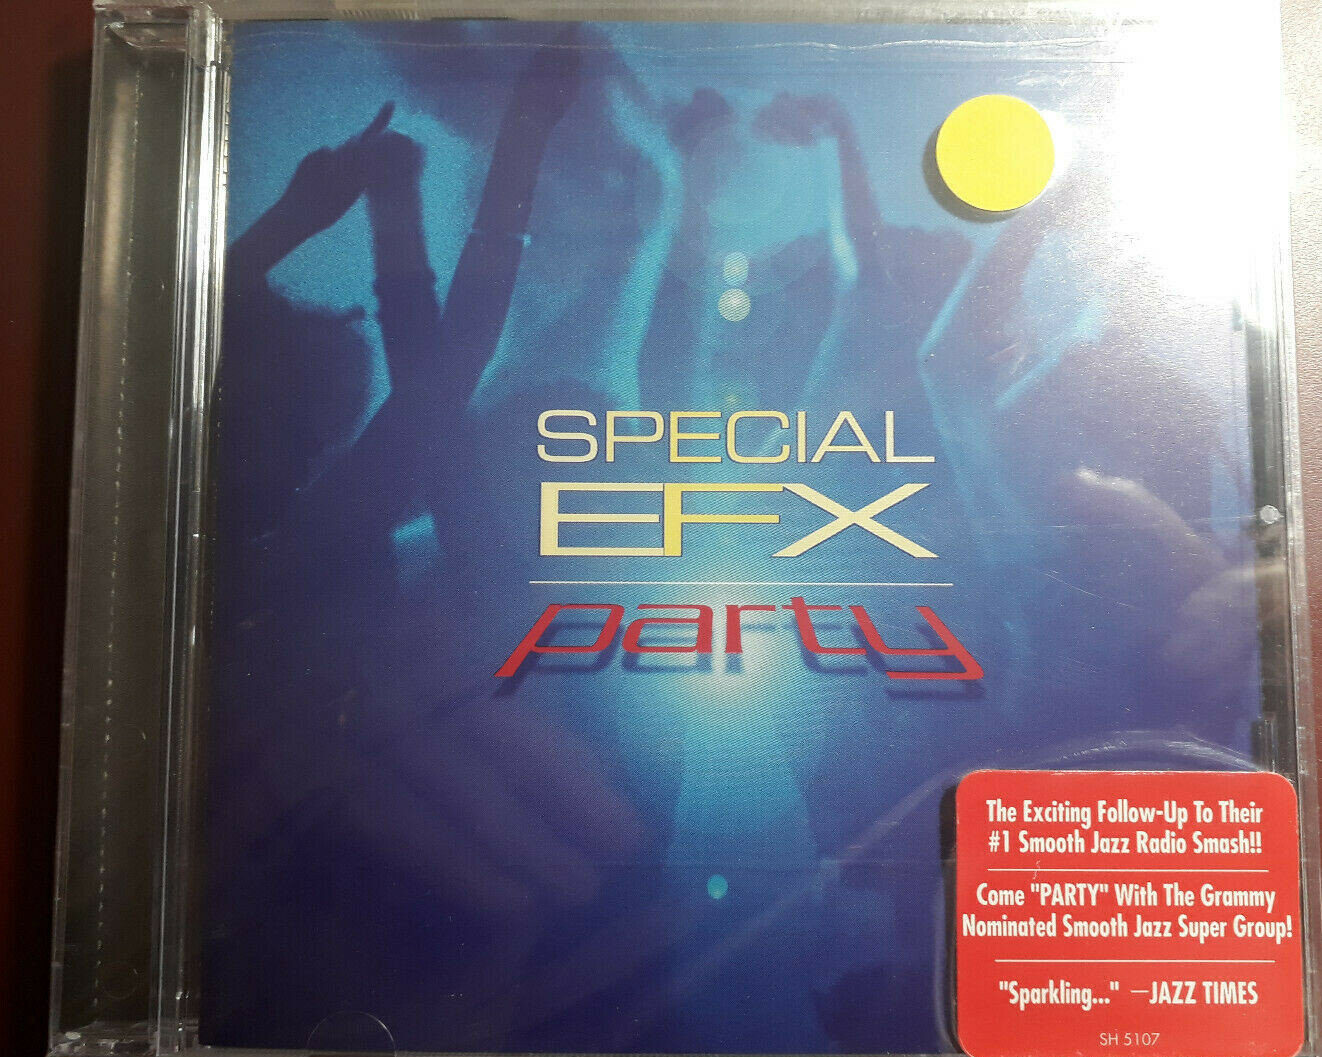 SPECIAL
EFX
party
The Exciting Follow-Up To Their
#1 Smooth Jazz Radio Smash!!
Come "PARTY" With The Grammy
Nominated Smooth Jazz Super Group!
"Sparkling..." —JAZZ TIMES
SH 5107